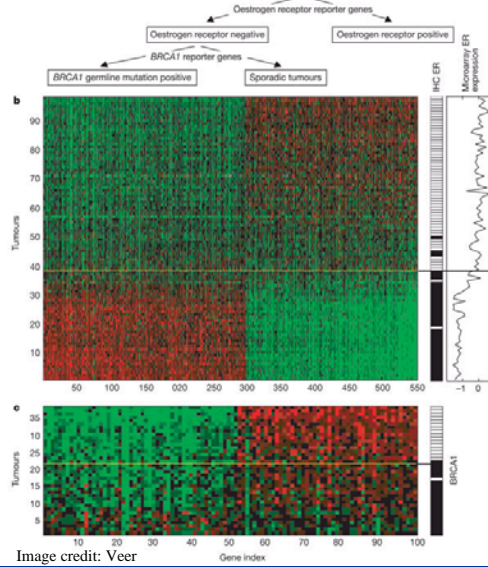 Oestrogen receptor reporter genes
Oestrogen receptor negative
Oestrogen receptor positive
BRCA1 reporter genes
BRCA1 germline mutation positive
Sporadic tumours
IHC ER
Microarray ER
expression
b
90
80
70
60
50
40
30
20
10
Tumours
50 100 150 020 250 300 350 400 450 500 550
-1 0
c
35
30
25
20
15
10
5
Tumours
BRCA1
10 20 30 40 50 60 70 80 90 100
Gene index
Image credit: Veer